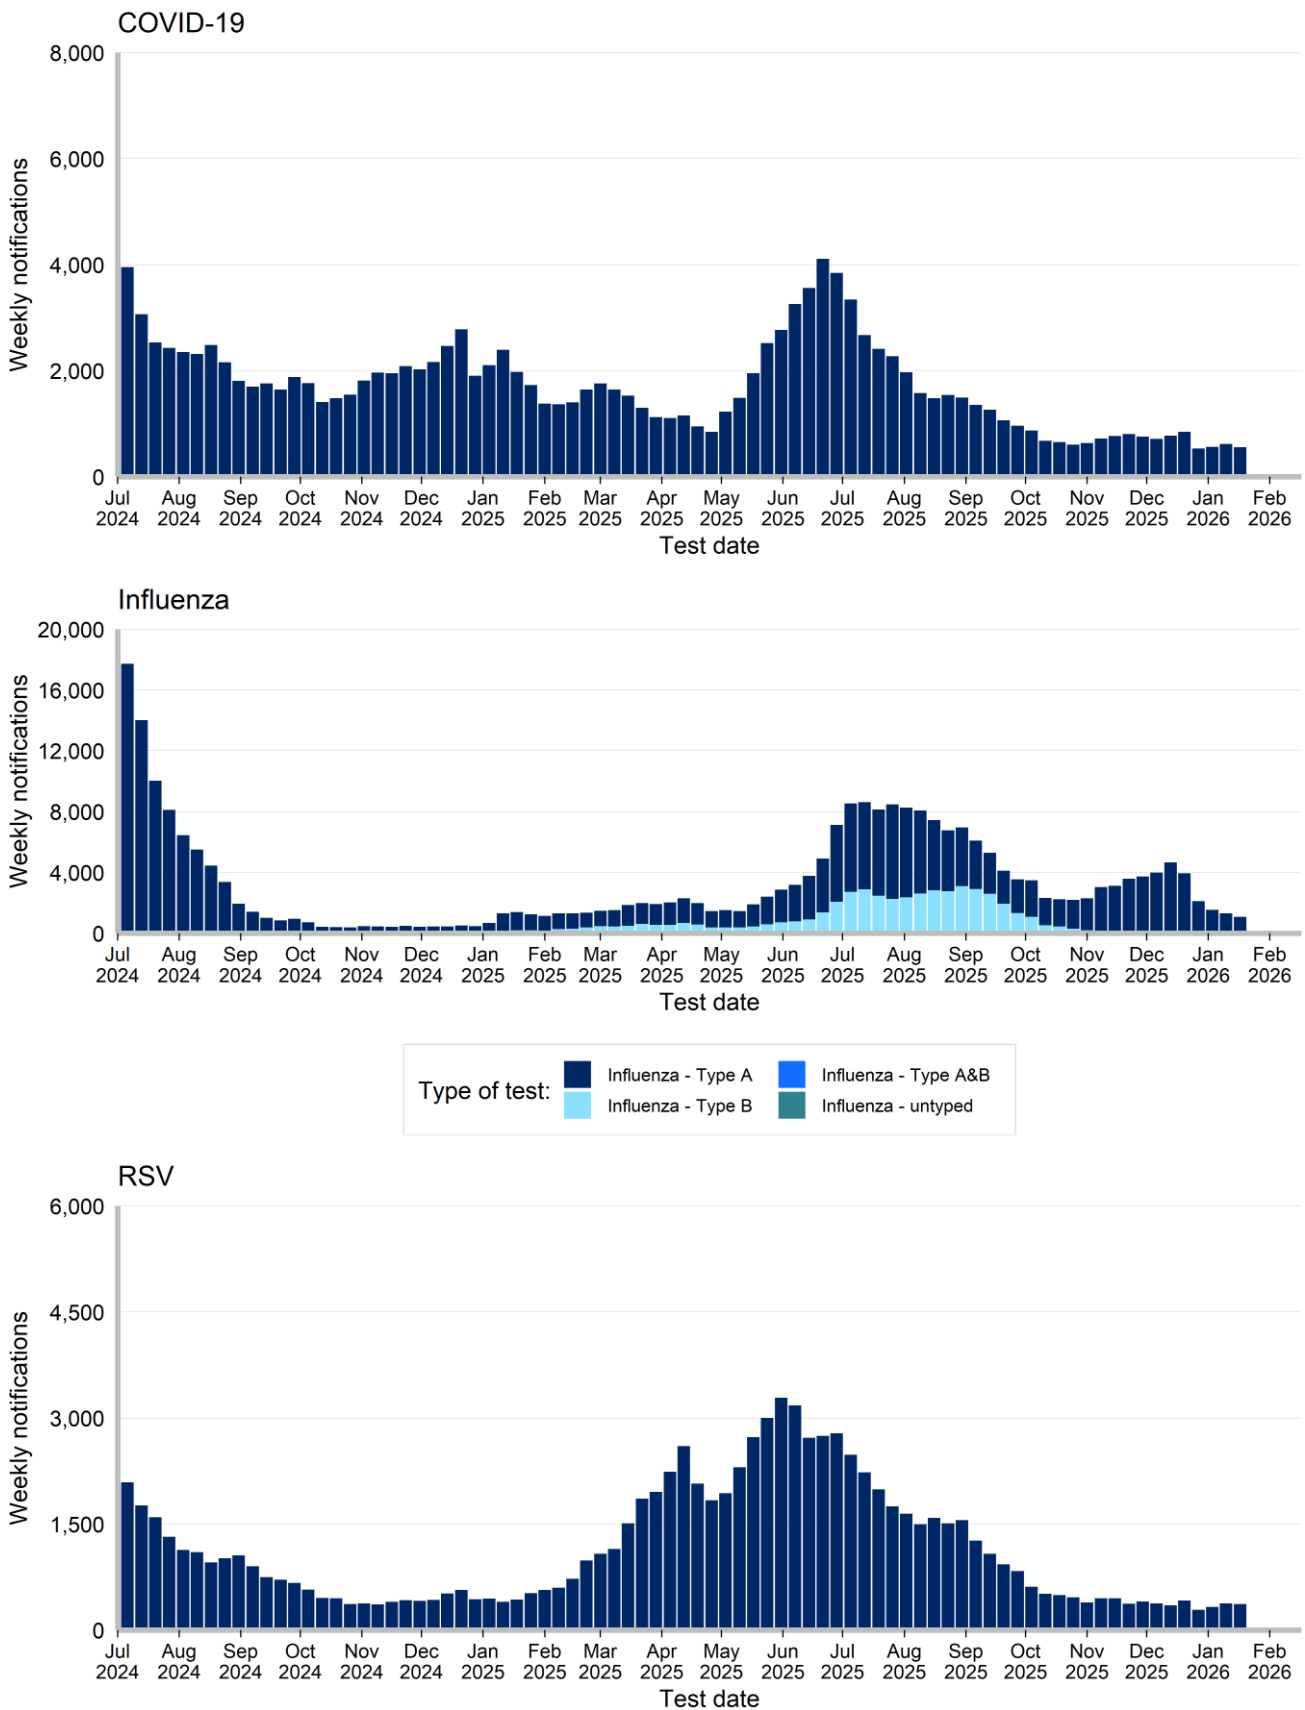 COVID-19
8,000
6,000
4,000
2,000
0
Weekly notifications
Jul Aug Sep Oct Nov Dec Jan Feb Mar Apr May Jun Jul Aug Sep Oct Nov Dec Jan Feb
2024 2024 2024 2024 2024 2024 2025 2025 2025 2025 2025 2025 2025 2025 2025 2025 2025 2025 2026 2026
Test date
Influenza
20,000
16,000
12,000
8,000
4,000
0
Weekly notifications
Jul Aug Sep Oct Nov Dec Jan Feb Mar Apr May Jun Jul Aug Sep Oct Nov Dec Jan Feb
2024 2024 2024 2024 2024 2024 2025 2025 2025 2025 2025 2025 2025 2025 2025 2025 2025 2025 2026 2026
Test date
Type of test:
Influenza - Type A
Influenza - Type A&B
Influenza - Type B
Influenza - untyped
RSV
6,000
4,500
3,000
1,500
0
Weekly notifications
Jul Aug Sep Oct Nov Dec Jan Feb Mar Apr May Jun Jul Aug Sep Oct Nov Dec Jan Feb
2024 2024 2024 2024 2024 2024 2025 2025 2025 2025 2025 2025 2025 2025 2025 2025 2025 2025 2026 2026
Test date